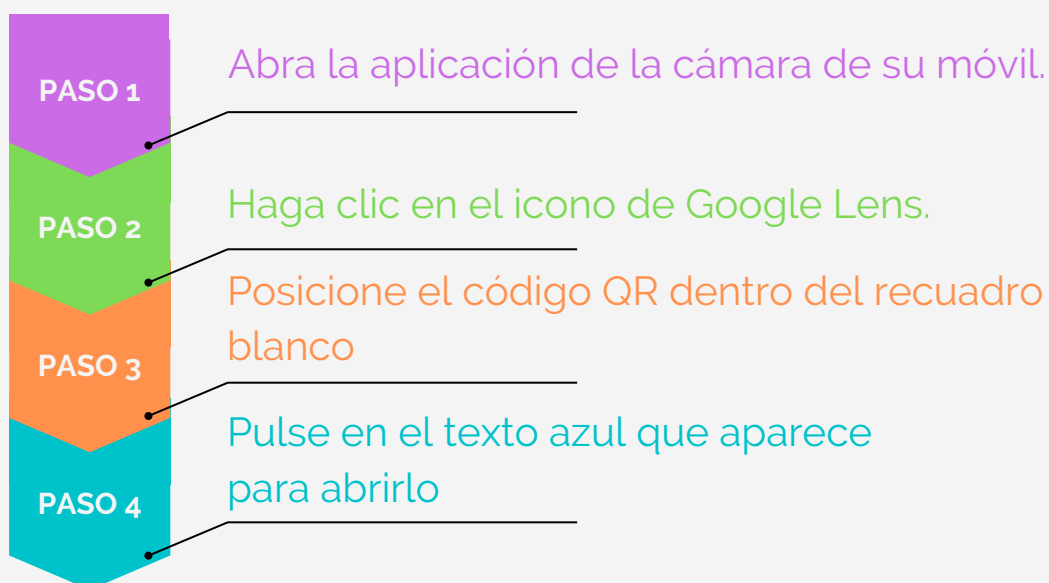 PASO 1
Abra la aplicación de la cámara de su móvil.
PASO 2
Haga clic en el icono de Google Lens.
PASO 3
Posicione el código QR dentro del recuadro
blanco
PASO 4
Pulse en el texto azul que aparece
para abrirlo